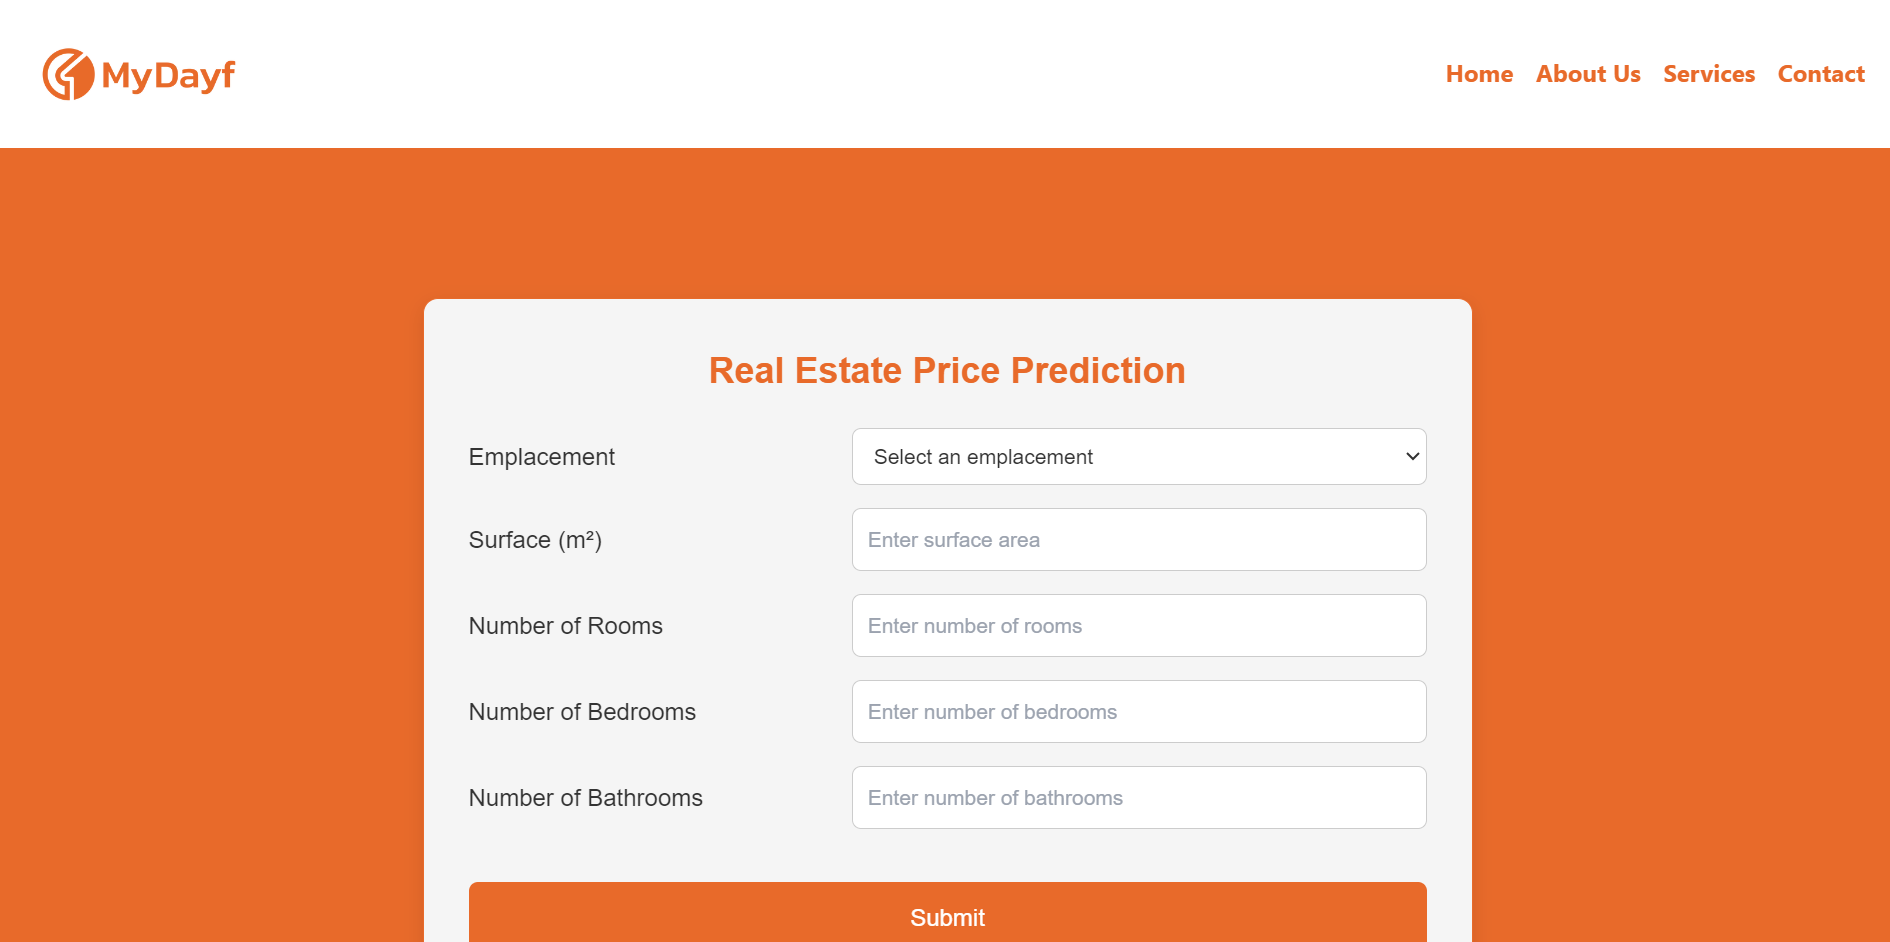 MyDayf
Home About Us Services Contact
Real Estate Price Prediction
Emplacement
Select an emplacement
Surface (m²)
Enter surface area
Number of Rooms
Enter number of rooms
Number of Bedrooms
Enter number of bedrooms
Number of Bathrooms
Enter number of bathrooms
Submit